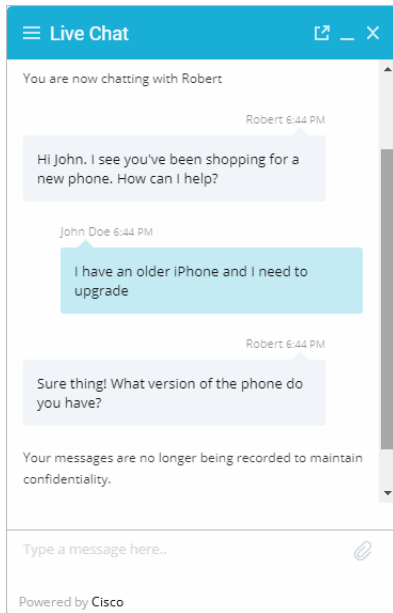 Live Chat
You are now chatting with Robert
Robert 6:44 PM
Hi John. I see you've been shopping for a
new phone. How can I help?
John Doe 6:44 PM
I have an older iPhone and I need to
upgrade
Robert 6:44 PM
Sure thing! What version of the phone do
you have?
Your messages are no longer being recorded to maintain
confidentiality.
Type a message here..
Powered by Cisco